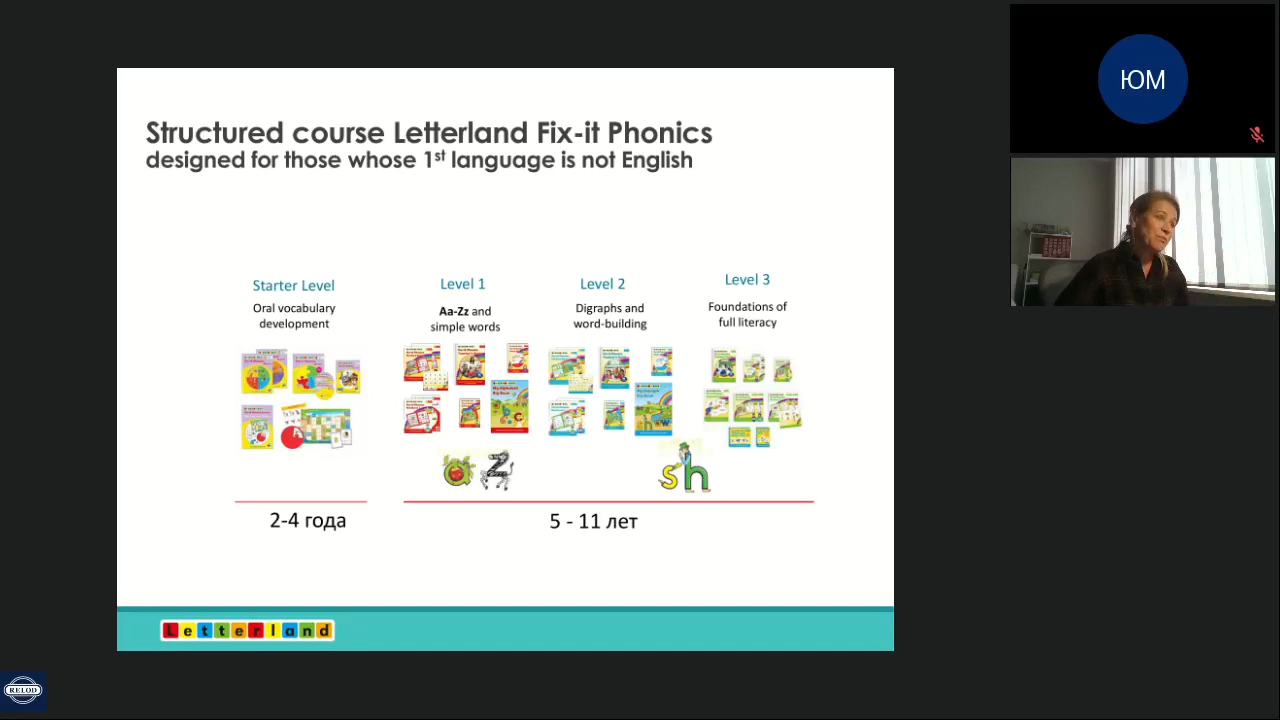 Structured course Letterland Fix-it Phonics
designed for those whose 1st language is not English
Starter Level
Oral vocabulary
development
Level 1
Aa-Zz and
simple words
Level 2
Digraphs and
word-building
Level 3
Foundations of
full literacy
sh
2-4 года
5 - 11 лет
Letterland
ЮМ
RELOD